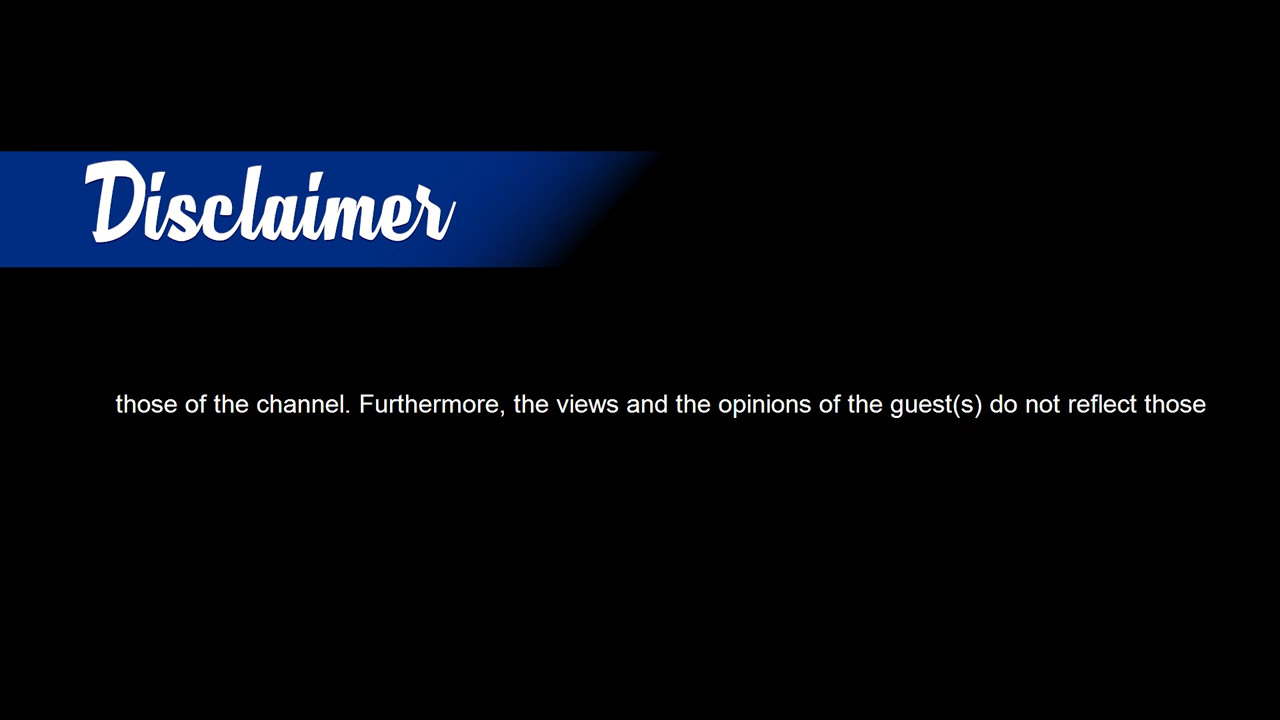 Disclaimer
those of the channel. Furthermore, the views and the opinions of the guest(s) do not reflect those